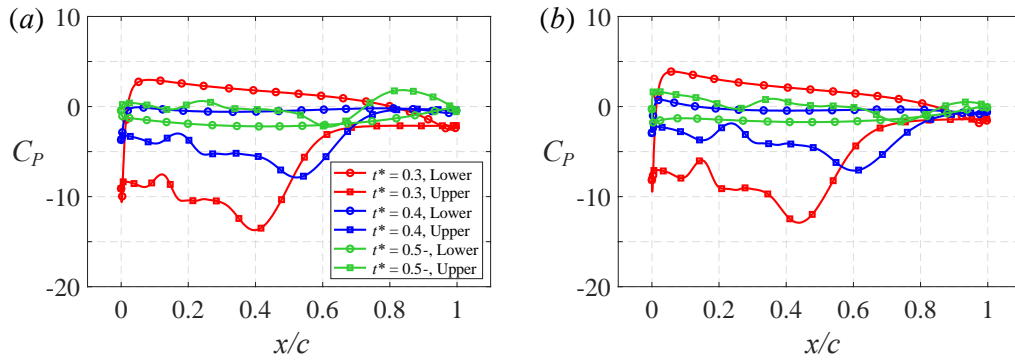 (a)
10
0
-10
-20
C_P
0 0.2 0.4 0.6 0.8 1
x/c
t* = 0.3, Lower
t* = 0.3, Upper
t* = 0.4, Lower
t* = 0.4, Upper
t* = 0.5-, Lower
t* = 0.5-, Upper
(b)
10
0
-10
-20
C_P
0 0.2 0.4 0.6 0.8 1
x/c